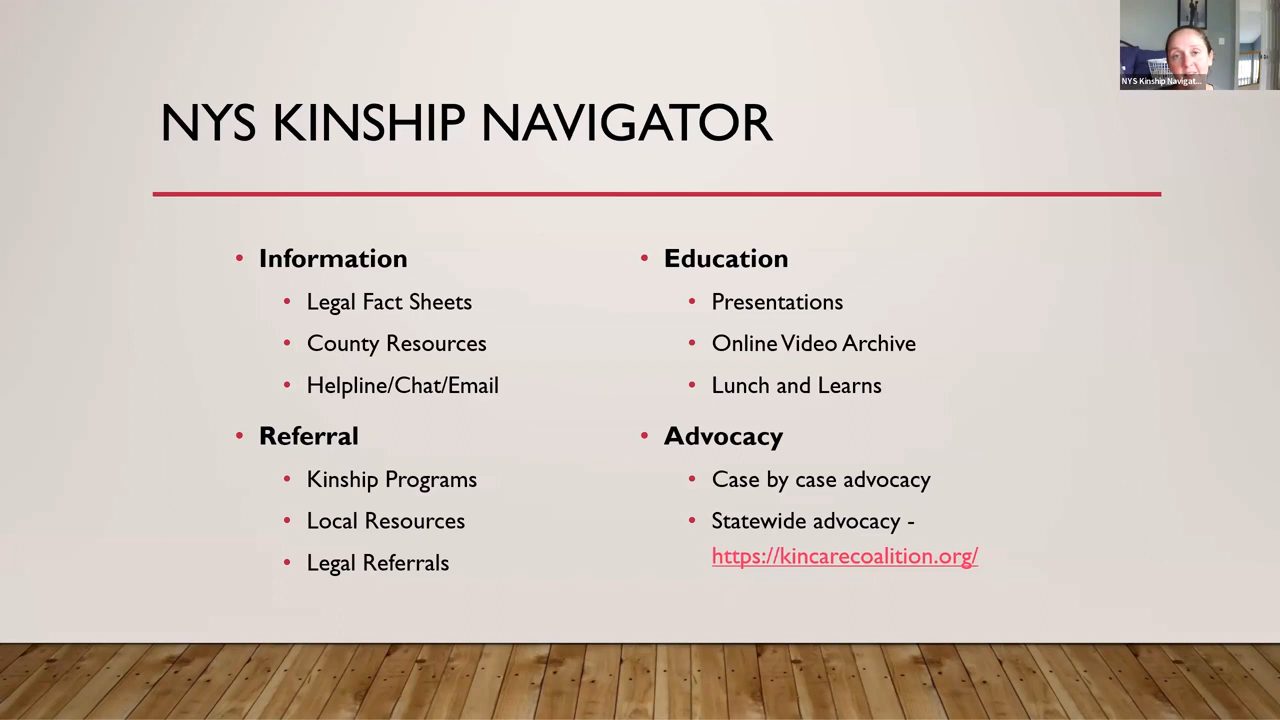 NYS Kinship Navigat...
NYS KINSHIP NAVIGATOR
• Information
• Legal Fact Sheets
• County Resources
• Helpline/Chat/Email
• Referral
• Kinship Programs
• Local Resources
• Legal Referrals
• Education
• Presentations
• Online Video Archive
• Lunch and Learns
• Advocacy
• Case by case advocacy
• Statewide advocacy -
https://kincarecoalition.org/